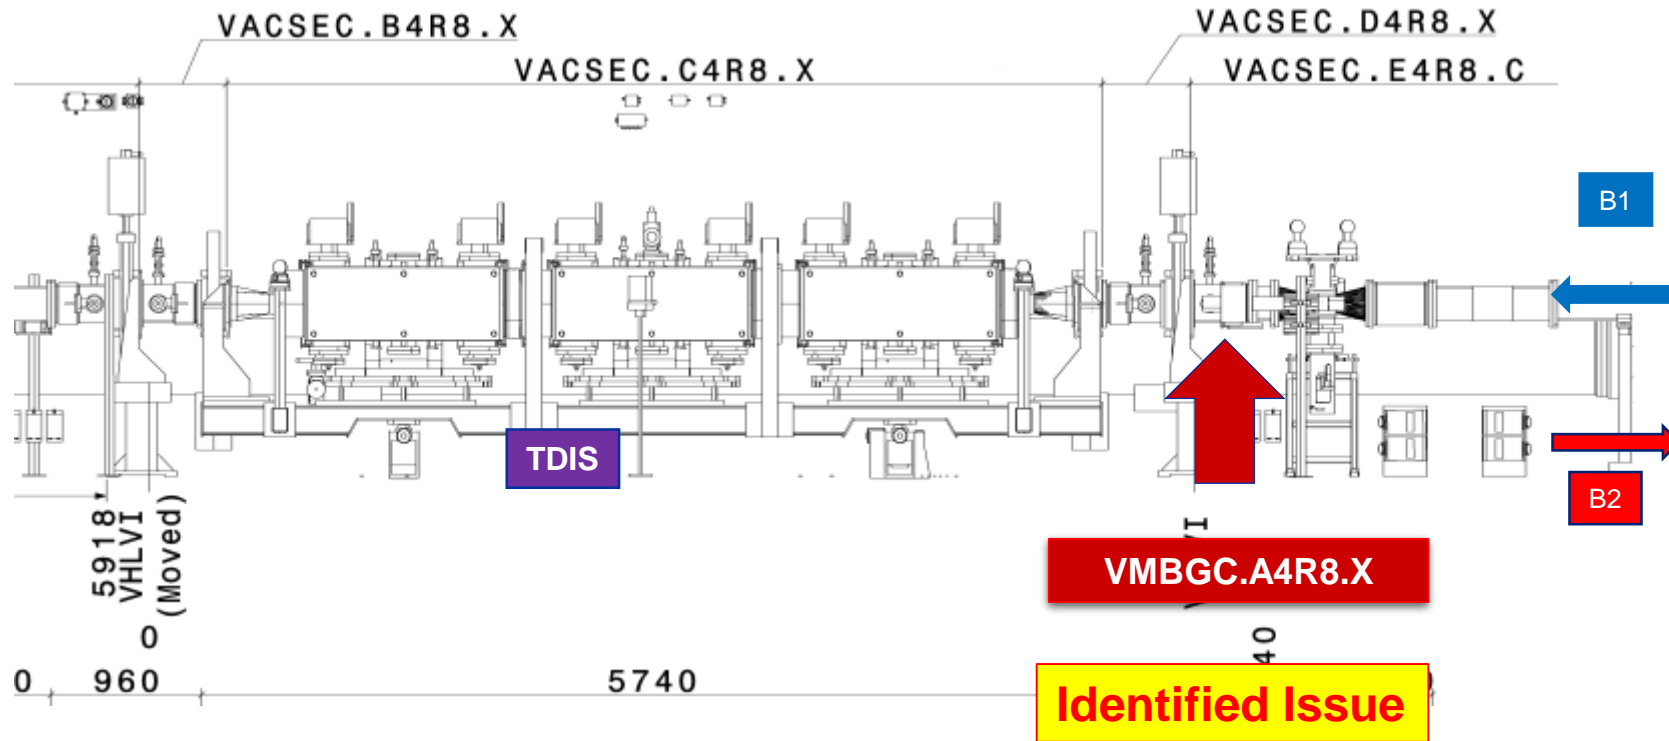 VACSEC.B4R8.X
VACSEC.D4R8.X
VACSEC.C4R8.X
VACSEC.E4R8.C
B1
TDIS
B2
5918
VHLVI
(Moved)
0
VMBGC.A4R8.X
0
960
5740
40
Identified Issue